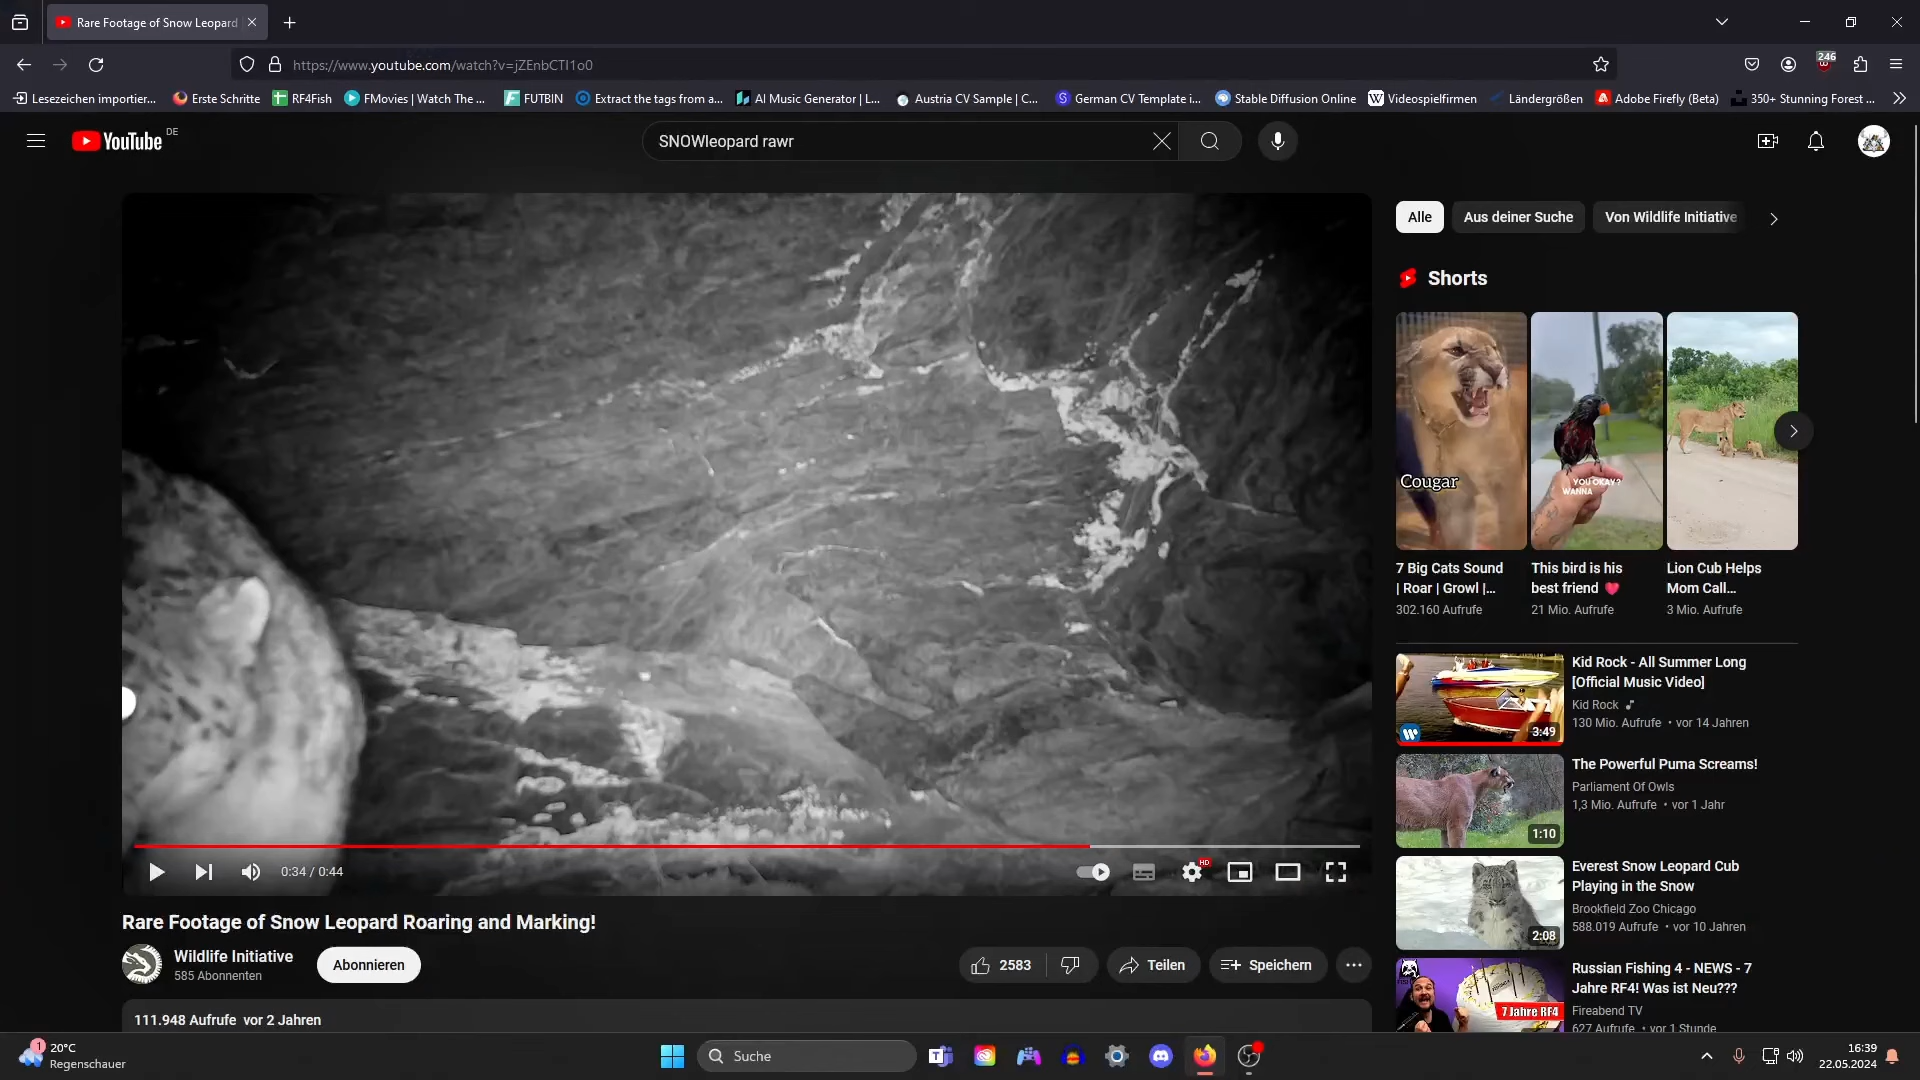 Rare Footage of Snow Leopard
https://www.youtube.com/watch?v=jZEnbCTI1o0
246
Lesezeichen importier...
Erste Schritte
RF4Fish
FMovies | Watch The ...
FUTBIN
Extract the tags from a...
AI Music Generator | L...
Austria CV Sample | C...
German CV Template i...
Stable Diffusion Online
Videospielfirmen
Ländergrößen
Adobe Firefly (Beta)
350+ Stunning Forest ...
YouTube DE
SNOWleopard rawr
Alle
Aus deiner Suche
Von Wildlife Initiative
Shorts
Cougar
YOU OKAY?
WANNA
7 Big Cats Sound
| Roar | Growl |...
302.160 Aufrufe
This bird is his
best friend
21 Mio. Aufrufe
Lion Cub Helps
Mom Call...
3 Mio. Aufrufe
3:49
Kid Rock - All Summer Long
[Official Music Video]
Kid Rock
130 Mio. Aufrufe • vor 14 Jahren
1:10
The Powerful Puma Screams!
Parliament Of Owls
1,3 Mio. Aufrufe • vor 1 Jahr
2:08
Everest Snow Leopard Cub
Playing in the Snow
Brookfield Zoo Chicago
588.019 Aufrufe • vor 10 Jahren
7 Jahre RF4
Russian Fishing 4 - NEWS - 7
Jahre RF4! Was ist Neu???
Fireabend TV
627 Aufrufe • vor 1 Stunde
0:34 / 0:44
HD
Rare Footage of Snow Leopard Roaring and Marking!
Wildlife Initiative
585 Abonnenten
Abonnieren
2583
Teilen
Speichern
111.948 Aufrufe vor 2 Jahren
1
20°C
Regenschauer
Suche
16:39
22.05.2024